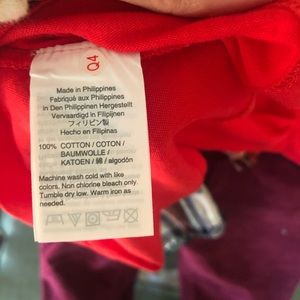 Q4
Made in Philippines
Fabriqué aux Philippines
In Den Philippinen Hergestellt
Vervaardigd in Filipijnen
フィリピン製
Hecho en Filipinas
100% COTTON / COTON /
BAUMWOLLE /
KATOEN / 綿 / algodón
Machine wash cold with like
colors. Non chlorine bleach only.
Tumble dry low. Warm iron as
needed.